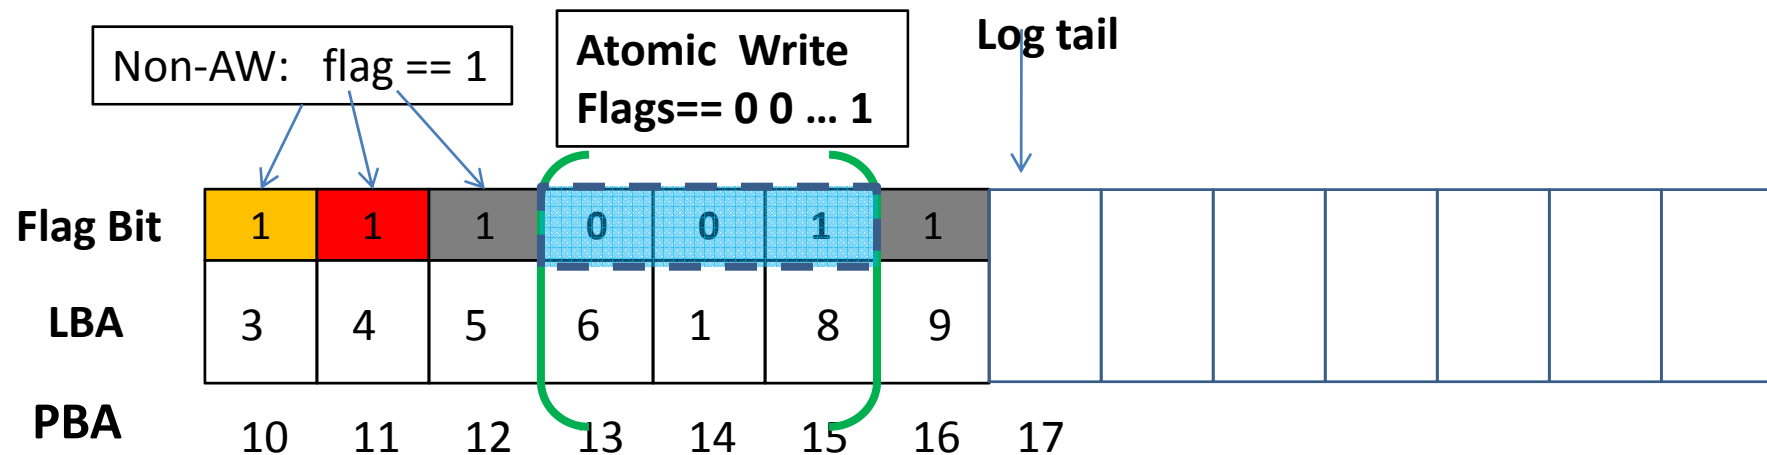 Non-AW: flag == 1
Atomic Write
Flags== 0 0 ... 1
Log tail
Flag Bit 1 1 1 0 0 1 1
LBA 3 4 5 6 1 8 9
PBA 10 11 12 13 14 15 16 17